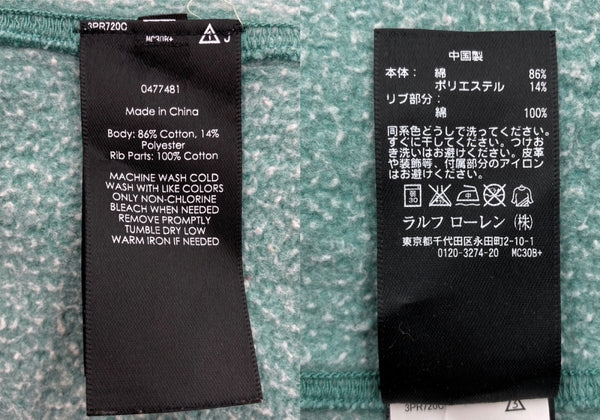 3PR720C
MC30B+
J
0477481
Made in China
Body: 86% Cotton, 14%
Polyester
Rib Parts: 100% Cotton
MACHINE WASH COLD
WASH WITH LIKE COLORS
ONLY NON-CHLORINE
BLEACH WHEN NEEDED
REMOVE PROMPTLY
TUMBLE DRY LOW
WARM IRON IF NEEDED
中国製
本体: 綿 86%
ポリエステル 14%
リブ部分:
綿 100%
同系色どうしで洗ってください。
すぐに干してください。つけお
き洗いはお避けください。皮革
や装飾等、付属部分のアイロン
はお避けください。
ラルフ ローレン (株)
東京都千代田区永田町2-10-1
0120-3274-20 MC30B+
3PR720C